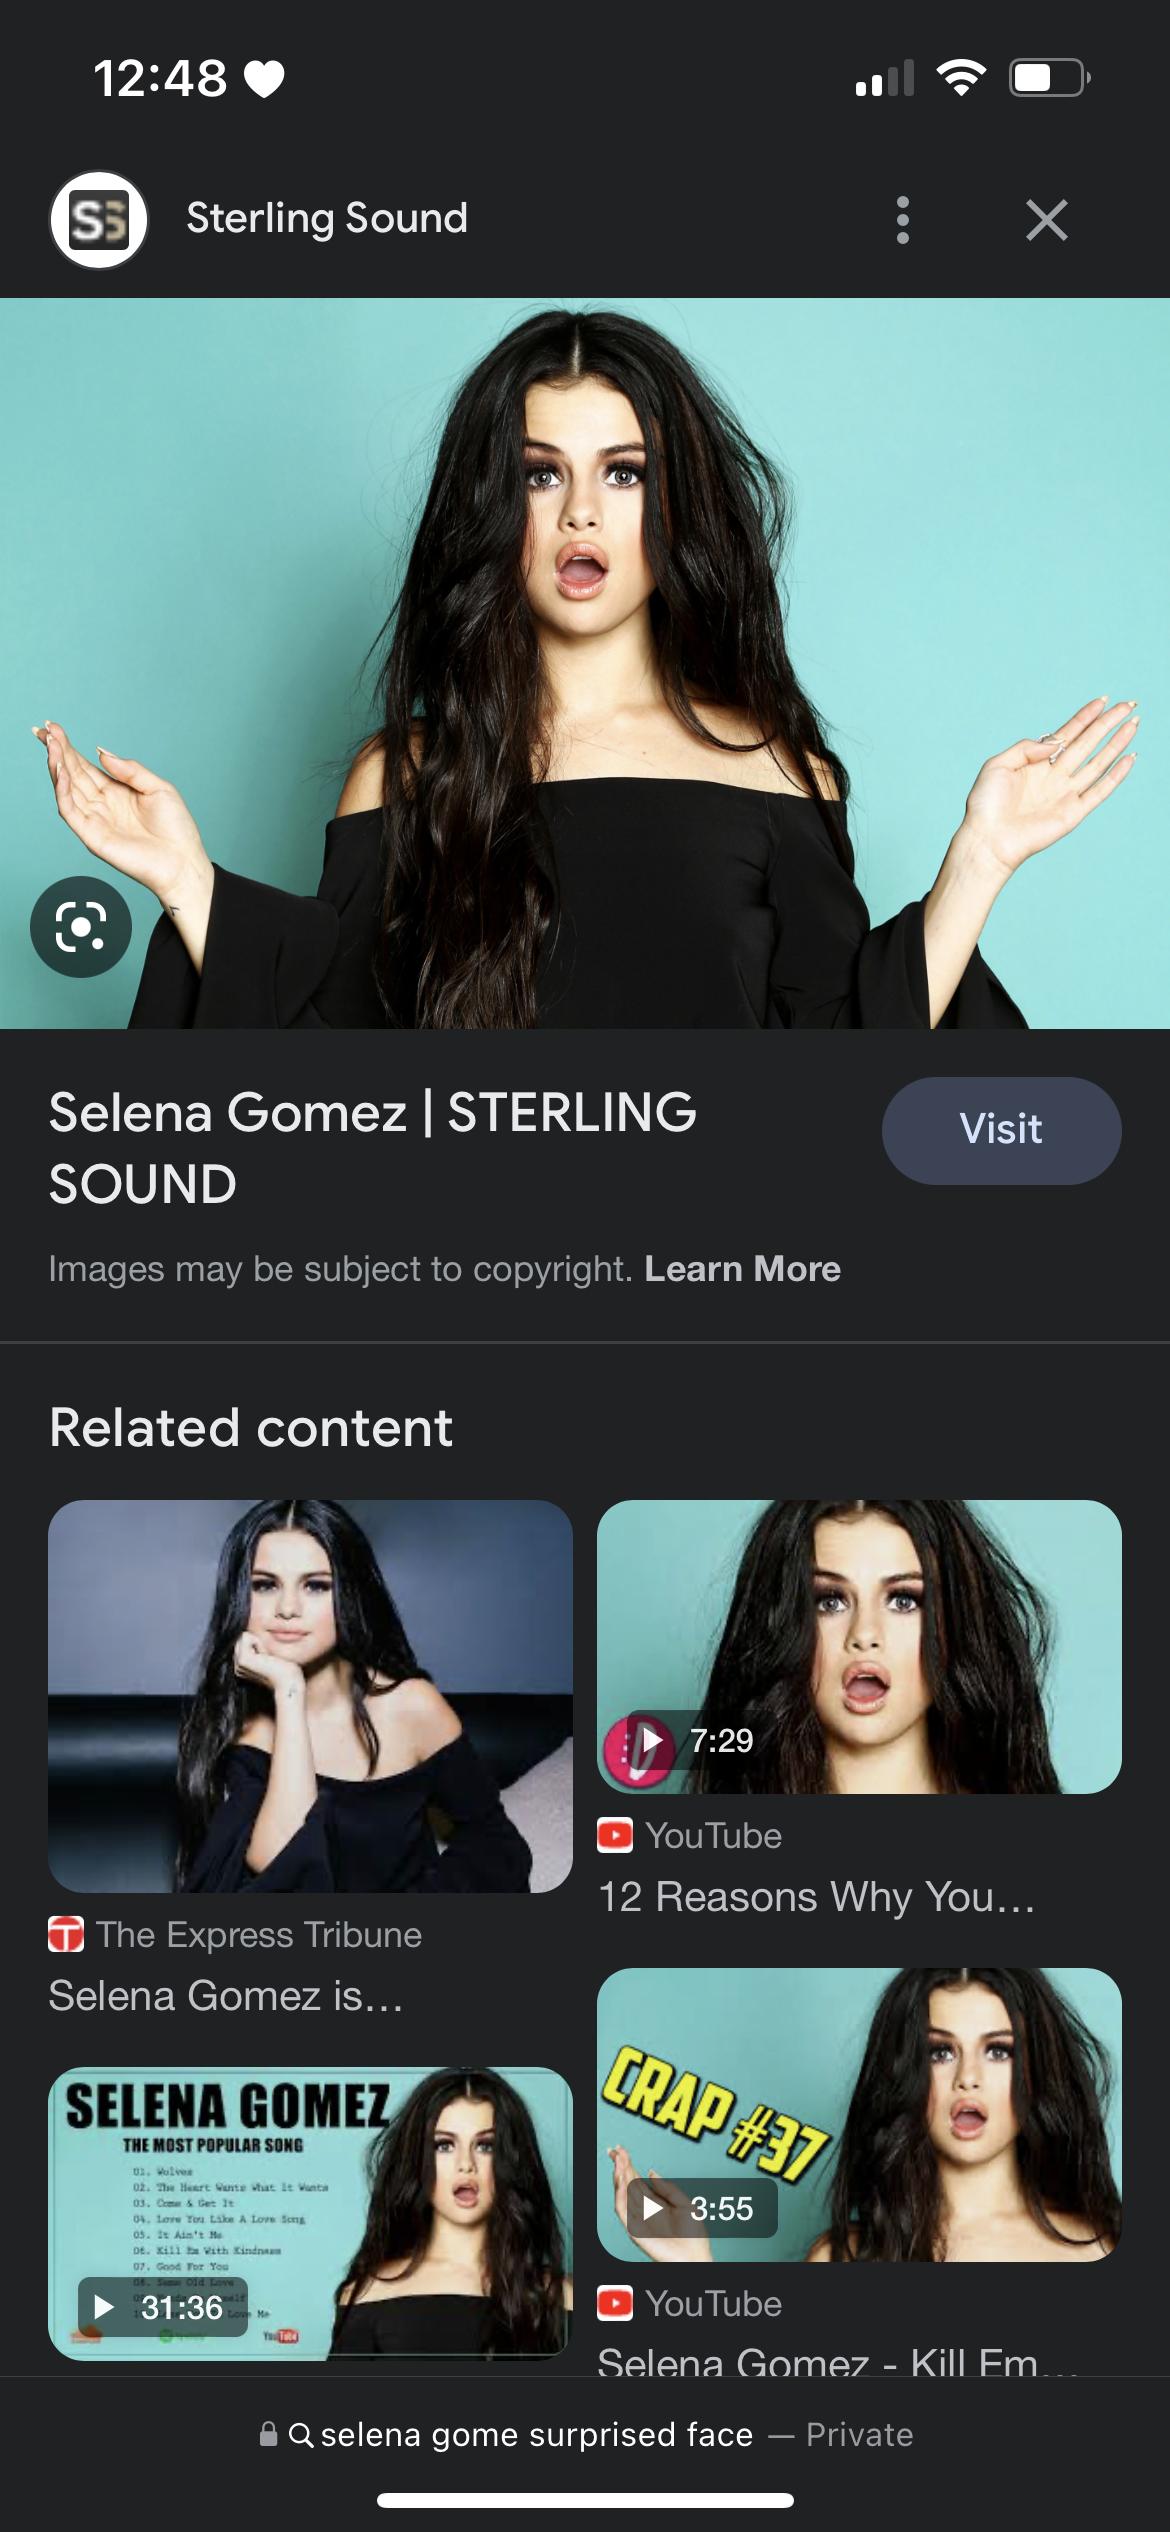 12:48
Sterling Sound
Selena Gomez | STERLING
SOUND
Visit
Images may be subject to copyright. Learn More
Related content
The Express Tribune
Selena Gomez is...
7:29
YouTube
12 Reasons Why You...
SELENA GOMEZ
THE MOST POPULAR SONG
01. Wolves
02. The Heart Wants What It Wants
03. Come & Get It
04. Love You Like A Love Song
05. It Ain't Me
06. Kill Em With Kindness
07. Good For You
08. Same Old Love
Love Me
31:36
YouTube
CRAP #37
3:55
YouTube
Selena Gomez - Kill Em...
selena gome surprised face — Private